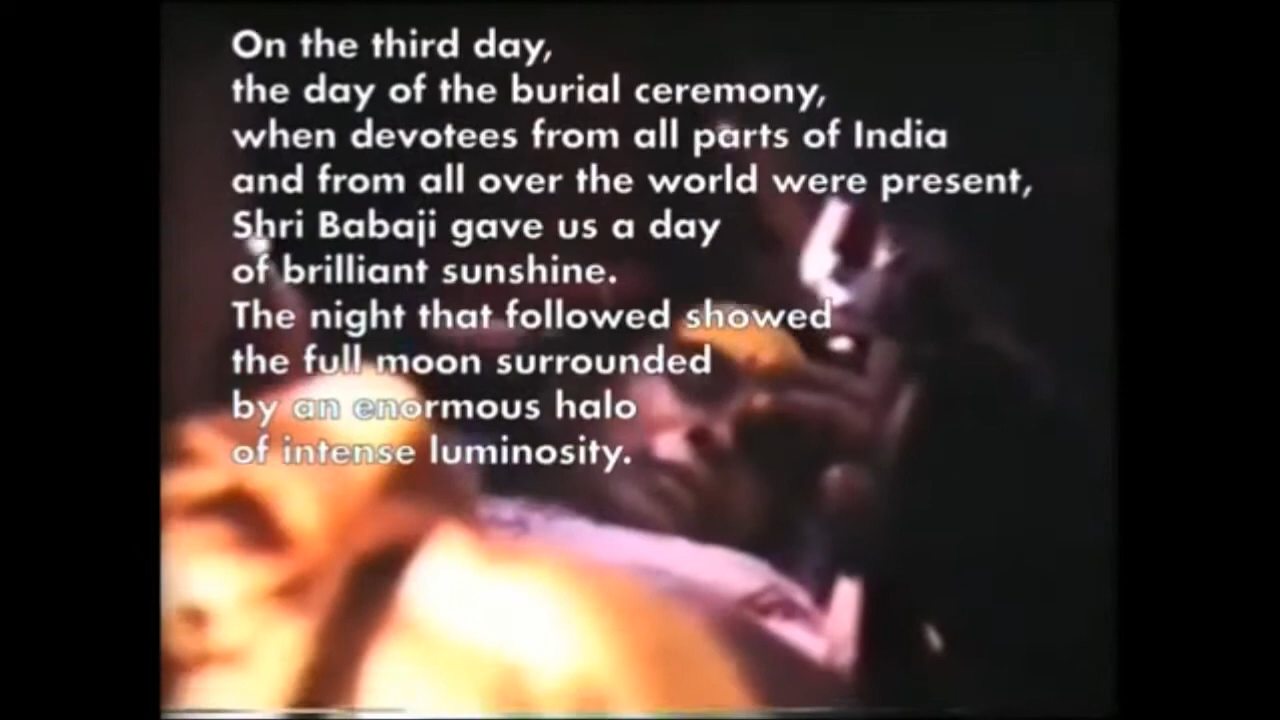 On the third day,
the day of the burial ceremony,
when devotees from all parts of India
and from all over the world were present,
Shri Babaji gave us a day
of brilliant sunshine.
The night that followed showed
the full moon surrounded
by an enormous halo
of intense luminosity.